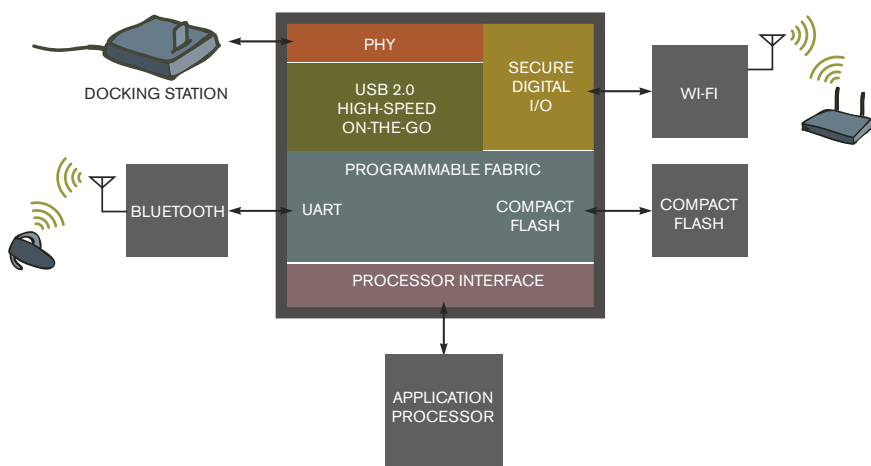 PHY
DOCKING STATION
USB 2.0
HIGH-SPEED
ON-THE-GO
SECURE
DIGITAL
I/O
WI-FI
PROGRAMMABLE FABRIC
BLUETOOTH
UART
COMPACT
FLASH
COMPACT
FLASH
PROCESSOR INTERFACE
APPLICATION
PROCESSOR